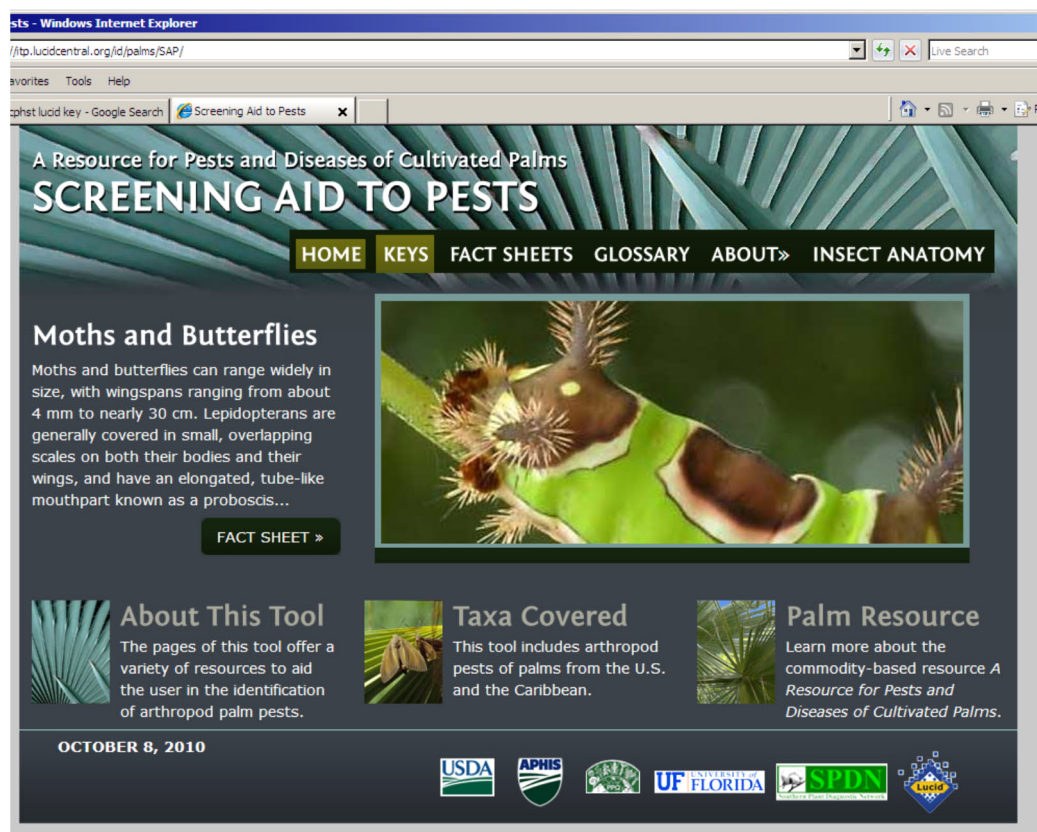 sts - Windows Internet Explorer
//itp.lucidcentral.org/id/palms/SAP/
Live Search
avorites Tools Help
cphst lucid key - Google Search Screening Aid to Pests
A Resource for Pests and Diseases of Cultivated Palms
SCREENING AID TO PESTS
HOME KEYS FACT SHEETS GLOSSARY ABOUT» INSECT ANATOMY
Moths and Butterflies
Moths and butterflies can range widely in
size, with wingspans ranging from about
4 mm to nearly 30 cm. Lepidopterans are
generally covered in small, overlapping
scales on both their bodies and their
wings, and have an elongated, tube-like
mouthpart known as a proboscis...
FACT SHEET »
About This Tool
The pages of this tool offer a
variety of resources to aid
the user in the identification
of arthropod palm pests.
Taxa Covered
This tool includes arthropod
pests of palms from the U.S.
and the Caribbean.
Palm Resource
Learn more about the
commodity-based resource A
Resource for Pests and
Diseases of Cultivated Palms.
OCTOBER 8, 2010
USDA
APHIS
PPQ
UF UNIVERSITY of
FLORIDA
SPDN
Southern Plant Diagnostic Network
Lucid